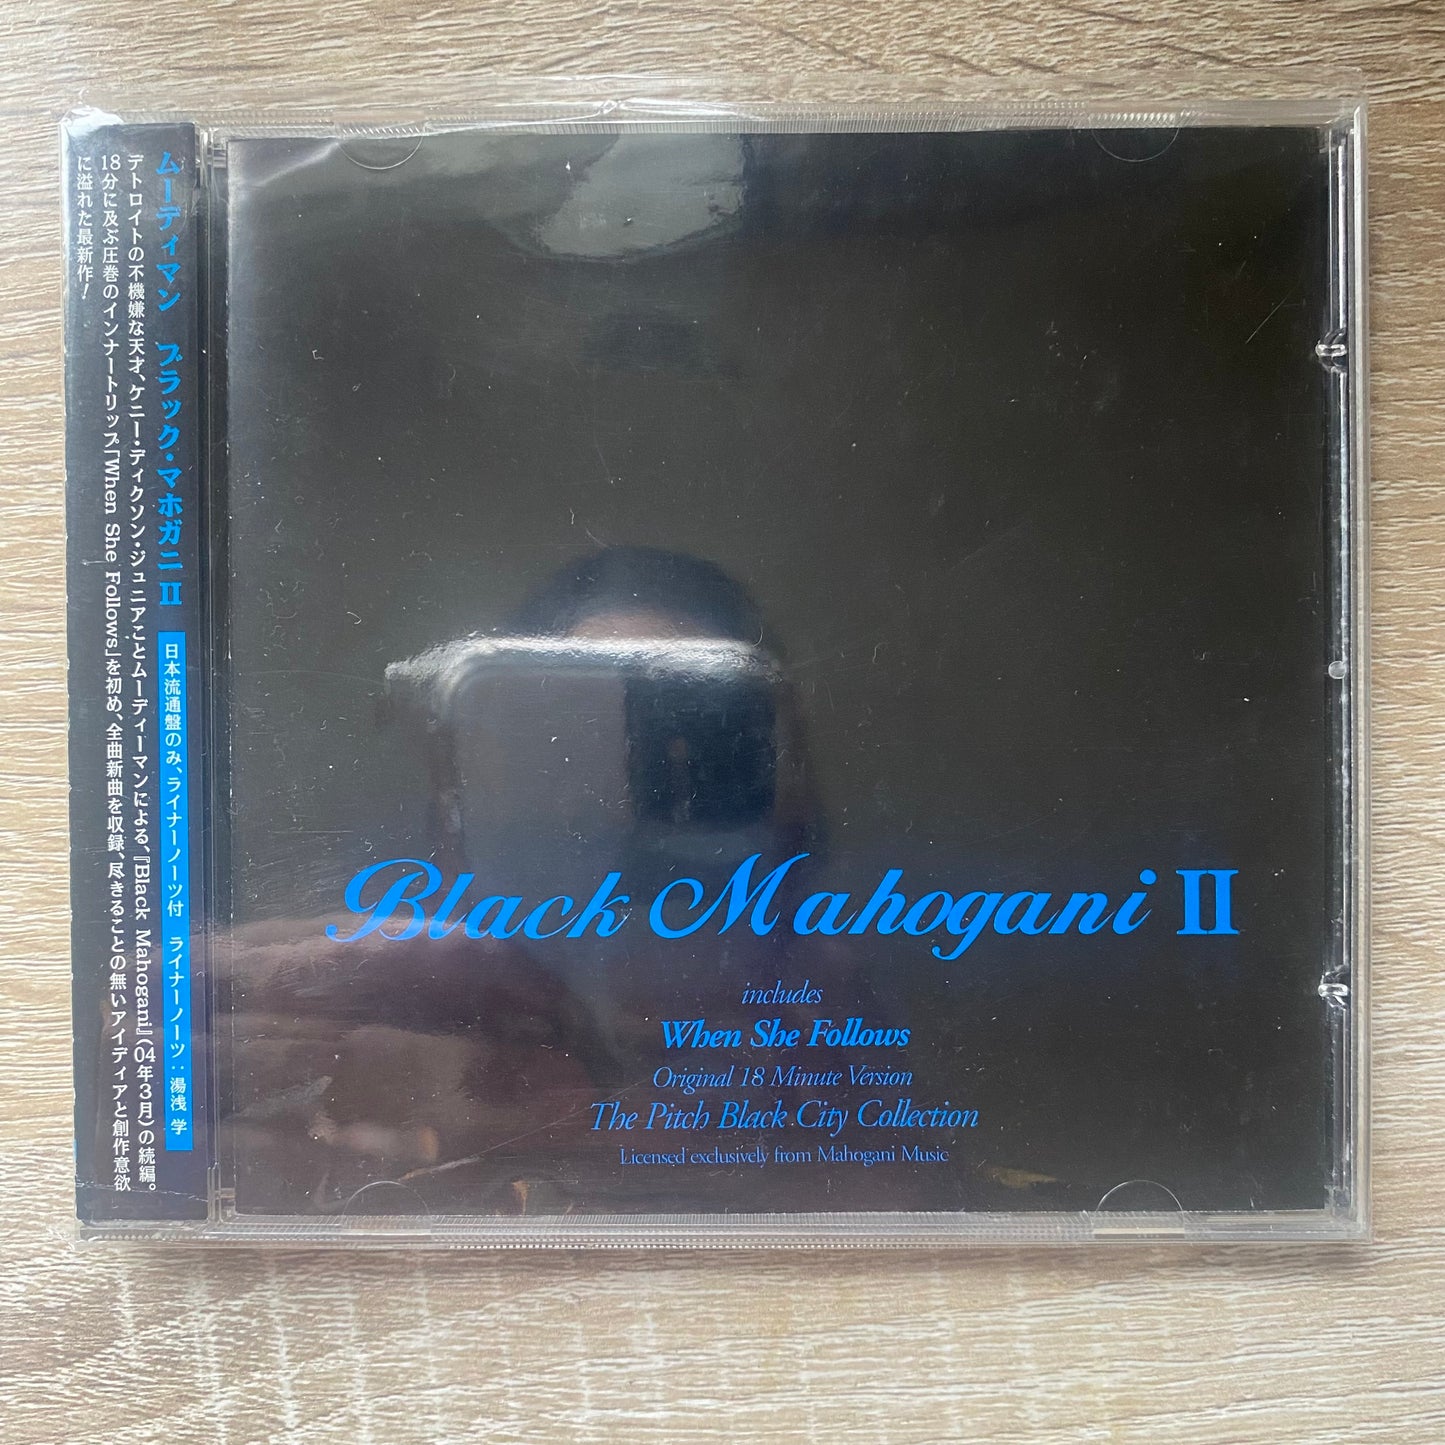 ムーディマン ブラック・マホガニ II
日本流通盤のみ、ライナーノーツ付 ライナーノーツ:湯浅 学
デトロイトの不機嫌な天才、ケニー・ディクソン・ジュニアことムーディーマンによる、『Black Mahogani』(04年3月)の続編。
18分に及ぶ圧巻のインナートリップ「When She Follows」を初め、全曲新曲を収録、尽きることの無いアイディアと創作意欲
に溢れた最新作!
Black Mahogani II
includes
When She Follows
Original 18 Minute Version
The Pitch Black City Collection
Licensed exclusively from Mahogani Music